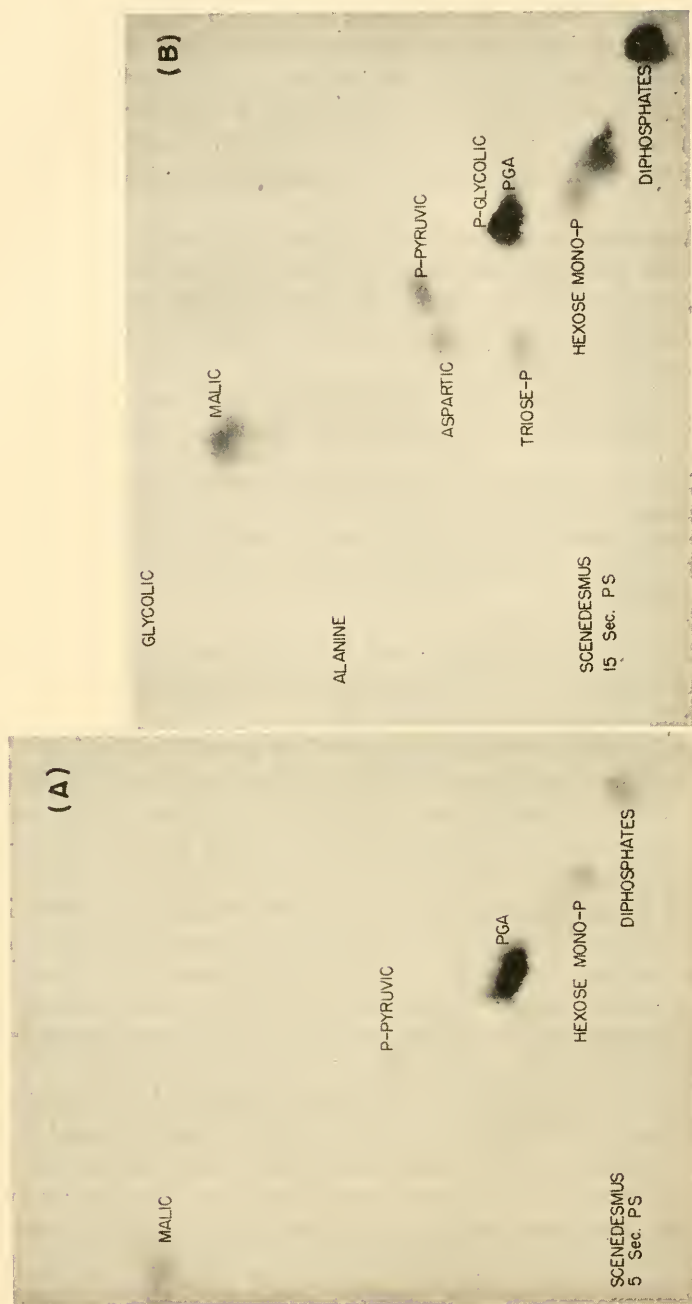 (A)
MALIC
P-PYRUVIC
PGA
HEXOSE MONO-P
DIPHOSPHATES
SCENEDESMUS
5 Sec. PS
(B)
GLYCOLIC
MALIC
ALANINE
P-PYRUVIC
ASPARTIC
P-GLYCOLIC
PGA
TRIOSE-P
HEXOSE MONO-P
DIPHOSPHATES
SCENEDESMUS
15 Sec. PS